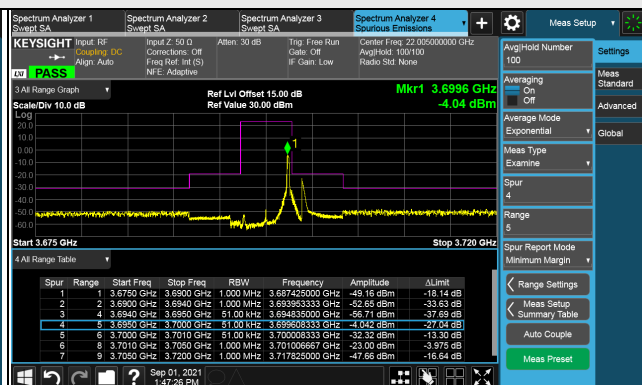 Spectrum Analyzer 1
Swept SA
Spectrum Analyzer 2
Swept SA
Spectrum Analyzer 3
Swept SA
Spectrum Analyzer 4
Spurious Emissions
Meas Setup
KEYSIGHT
LXI PASS
Input: RF
Coupling: DC
Align: Auto
Input Z: 50 Ω
Corrections: Off
Freq Ref: Int (S)
NFE: Adaptive
Atten: 30 dB
Trig: Free Run
Gate: Off
IF Gain: Low
Center Freq: 22.005000000 GHz
Avg|Hold: 100/100
Radio Std: None
3 All Range Graph
Scale/Div 10.0 dB
Ref Lvl Offset 15.00 dB
Ref Value 30.00 dBm
Mkr1 3.6996 GHz
-4.04 dBm
Log
20.0
10.0
0.00
-10.0
-20.0
-30.0
-40.0
-50.0
-60.0
1
Start 3.675 GHz
Stop 3.720 GHz
4 All Range Table
Spur Range Start Freq Stop Freq RBW Frequency Amplitude ΔLimit
1 1 3.6750 GHz 3.6900 GHz 1.000 MHz 3.687425000 GHz -49.16 dBm -18.14 dB
2 2 3.6900 GHz 3.6940 GHz 1.000 MHz 3.693953333 GHz -52.65 dBm -33.63 dB
3 4 3.6940 GHz 3.6950 GHz 51.00 kHz 3.694835000 GHz -56.71 dBm -37.69 dB
4 5 3.6950 GHz 3.7000 GHz 51.00 kHz 3.699608333 GHz -4.042 dBm -27.04 dB
5 6 3.7000 GHz 3.7010 GHz 51.00 kHz 3.700008333 GHz -32.32 dBm -13.30 dB
6 8 3.7010 GHz 3.7050 GHz 1.000 MHz 3.701006667 GHz -23.00 dBm -3.975 dB
7 9 3.7050 GHz 3.7200 GHz 1.000 MHz 3.717825000 GHz -47.66 dBm -16.64 dB
Sep 01, 2021
1:47:26 PM
Avg|Hold Number
100
Averaging
On
Off
Average Mode
Exponential
Meas Type
Examine
Spur
4
Range
5
Spur Report Mode
Minimum Margin
Range Settings
Meas Setup
Summary Table
Auto Couple
Meas Preset
Settings
Meas
Standard
Advanced
Global